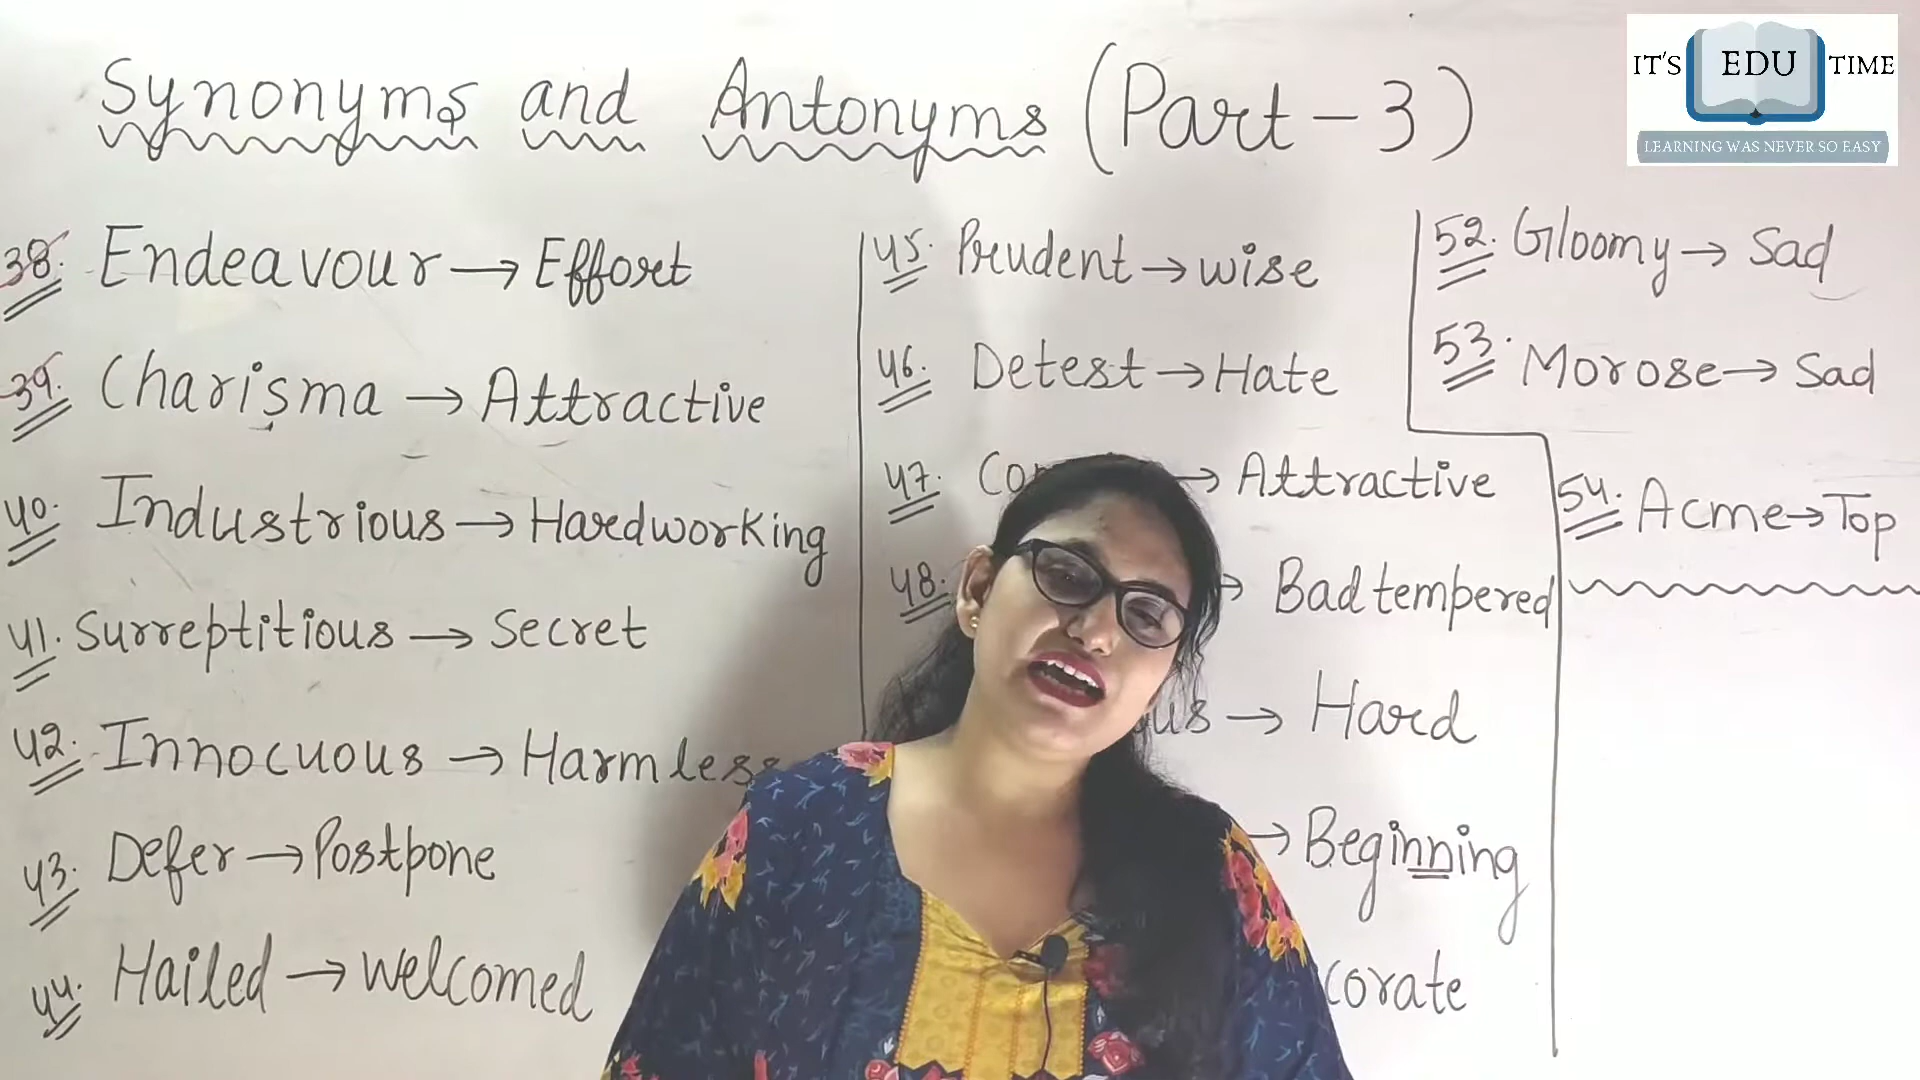 Synonyms and Antonyms (Part-3)
IT'S EDU TIME
LEARNING WAS NEVER SO EASY
38. Endeavour → Effort
39. Charisma → Attractive
40. Industrious → Hardworking
41. Surreptitious → Secret
42. Innocuous → Harmless
43. Defer → Postpone
44. Hailed → Welcomed
45. Prudent → wise
46. Detest → Hate
47. → Attractive
48. → Bad tempered
→ Hard
→ Beginning
52. Gloomy → Sad
53. Morose → Sad
54. Acme → Top